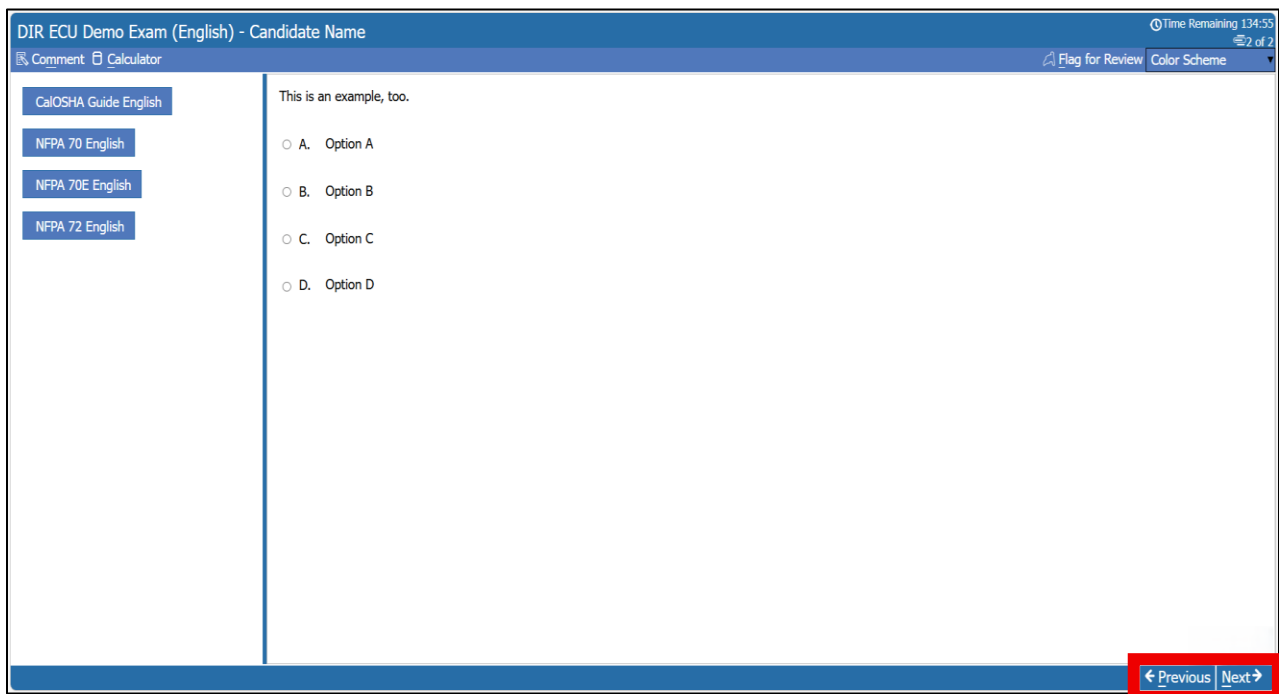 DIR ECU Demo Exam (English) - Candidate Name
Time Remaining 134:55
2 of 2
Comment Calculator
Flag for Review Color Scheme
CalOSHA Guide English
NFPA 70 English
NFPA 70E English
NFPA 72 English
This is an example, too.
A. Option A
B. Option B
C. Option C
D. Option D
Previous Next